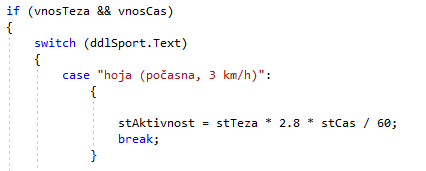 if (vnosTeza && vnosCas)
{
switch (ddlSport.Text)
{
case "hoja (počasna, 3 km/h)":
{
stAktivnost = stTeza * 2.8 * stCas / 60;
break;
}